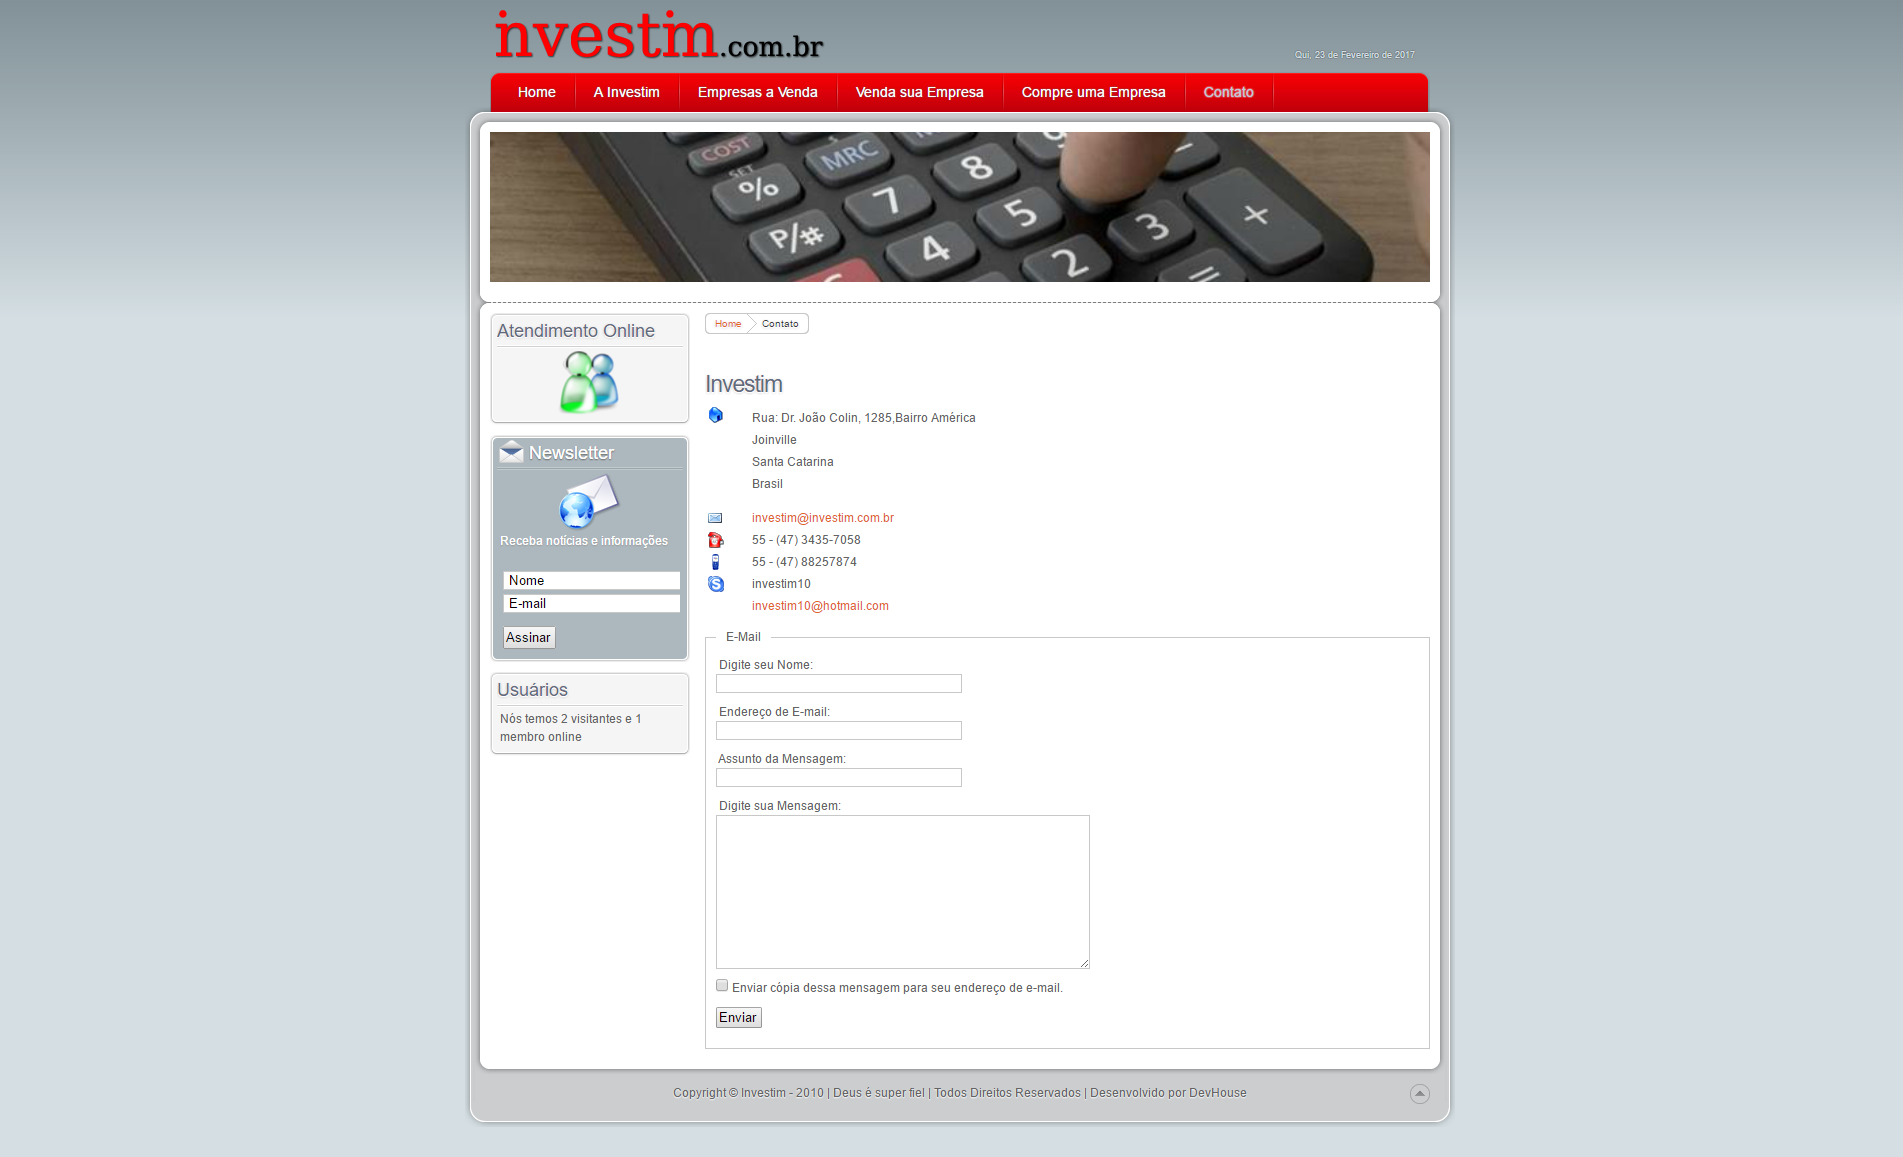 investim.com.br
Qui, 23 de Fevereiro de 2017
Home
A Investim
Empresas a Venda
Venda sua Empresa
Compre uma Empresa
Contato
COST
MRC
SET
%
7
8
9
P/#
4
5
+
2
3
=
Atendimento Online
Newsletter
Receba notícias e informações
Nome
E-mail
Assinar
Usuários
Nós temos 2 visitantes e 1
membro online
Home
Contato
Investim
Rua: Dr. João Colin, 1285,Bairro América
Joinville
Santa Catarina
Brasil
investim@investim.com.br
55 - (47) 3435-7058
55 - (47) 88257874
investim10
investim10@hotmail.com
E-Mail
Digite seu Nome:
Endereço de E-mail:
Assunto da Mensagem:
Digite sua Mensagem:
Enviar cópia dessa mensagem para seu endereço de e-mail.
Enviar
Copyright © Investim - 2010 | Deus é super fiel | Todos Direitos Reservados | Desenvolvido por DevHouse